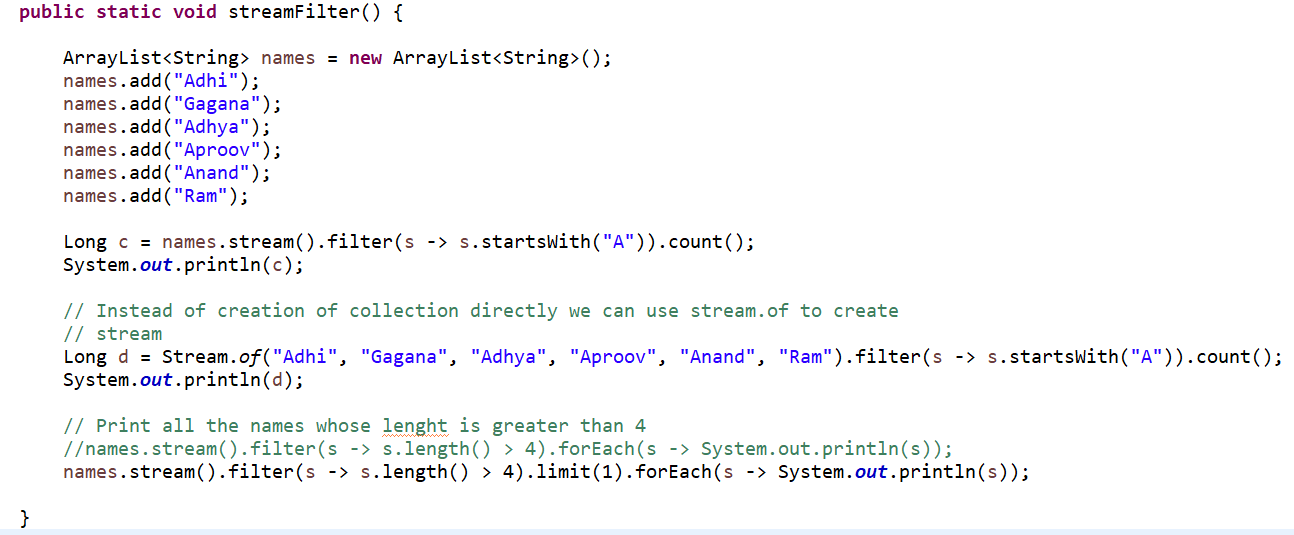 public static void streamFilter() {
ArrayList<String> names = new ArrayList<String>();
names.add("Adhi");
names.add("Gagana");
names.add("Adhya");
names.add("Aproov");
names.add("Anand");
names.add("Ram");
Long c = names.stream().filter(s -> s.startsWith("A")).count();
System.out.println(c);
// Instead of creation of collection directly we can use stream.of to create
// stream
Long d = Stream.of("Adhi", "Gagana", "Adhya", "Aproov", "Anand", "Ram").filter(s -> s.startsWith("A")).count();
System.out.println(d);
// Print all the names whose lenght is greater than 4
//names.stream().filter(s -> s.length() > 4).forEach(s -> System.out.println(s));
names.stream().filter(s -> s.length() > 4).limit(1).forEach(s -> System.out.println(s));
}